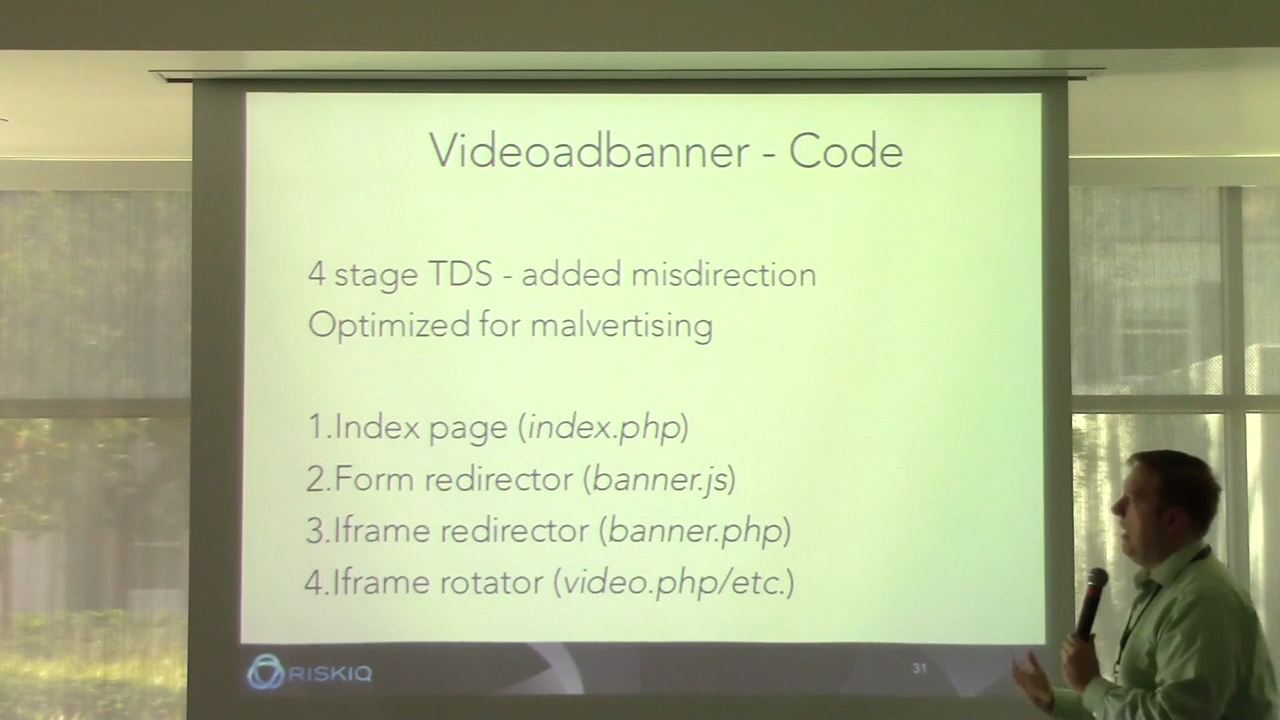 Videoadbanner - Code
4 stage TDS - added misdirection
Optimized for malvertising
1.Index page (index.php)
2.Form redirector (banner.js)
3.Iframe redirector (banner.php)
4.Iframe rotator (video.php/etc.)
RISKIQ
31